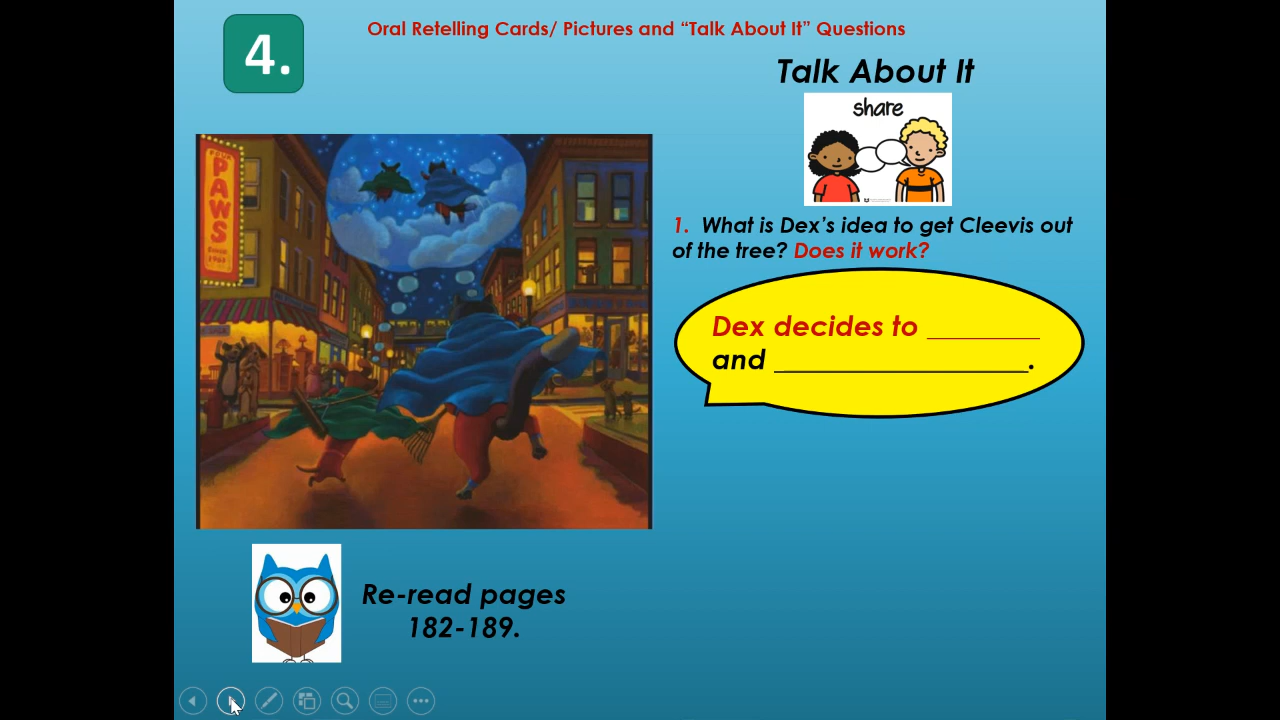 4.
Oral Retelling Cards/ Pictures and “Talk About It” Questions
Talk About It
share
PAWS
1. What is Dex’s idea to get Cleevis out
of the tree? Does it work?
Dex decides to ________
and __________________.
Re-read pages
182-189.